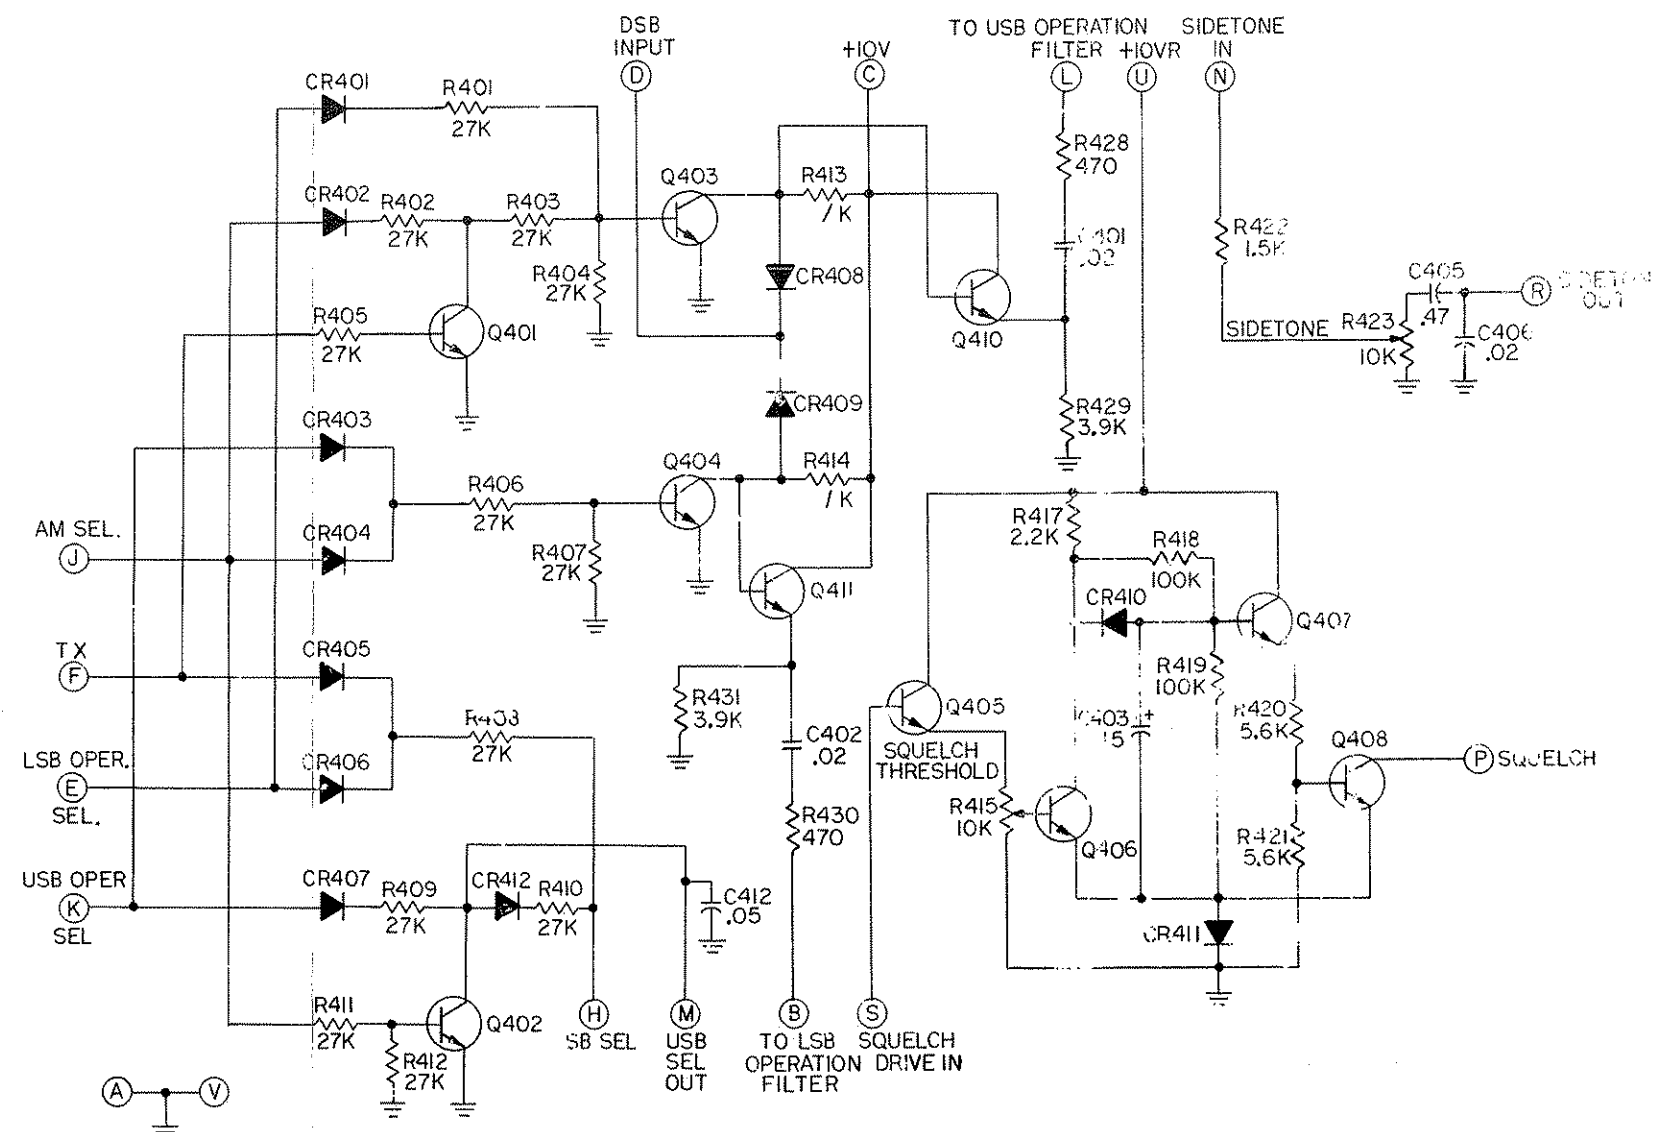 DSB
INPUT
D
+10V
C
TO USB OPERATION
FILTER
L
+10VR
U
SIDETONE
IN
N
CR401
R401
27K
CR402
R402
27K
R403
27K
R404
27K
Q403
R413
1K
CR408
R428
470
.02
R422
1.5K
R405
27K
Q401
Q410
SIDETONE
R423
10K
C405
.47
R
OUT
C406
.02
CR403
CR409
R429
3.9K
AM SEL.
J
CR404
R406
27K
R407
27K
Q404
R414
1K
Q411
R417
2.2K
R418
100K
CR410
Q407
TX
F
CR405
R431
3.9K
R419
100K
LSB OPER.
E
SEL.
CR406
27K
C402
.02
Q405
SQUELCH
THRESHOLD
R420
5.6K
Q408
P
SQUELCH
R430
470
R415
10K
Q406
R421
5.6K
USB OPER
K
SEL
CR407
R409
27K
CR412
R410
27K
C412
.05
CR411
R411
27K
R412
27K
Q402
H
SB SEL
M
USB
SEL
OUT
B
TO LSB
OPERATION
FILTER
S
SQUELCH
DRIVE IN
A
V